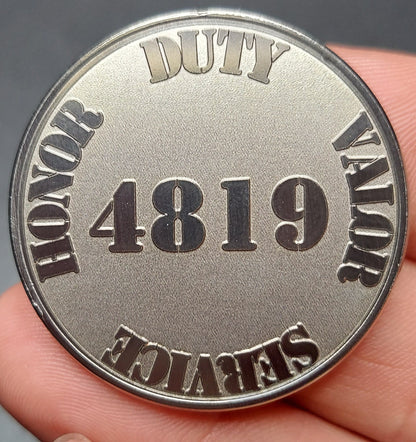 DUTY
HONOR
VALOR
4819
SERVICE